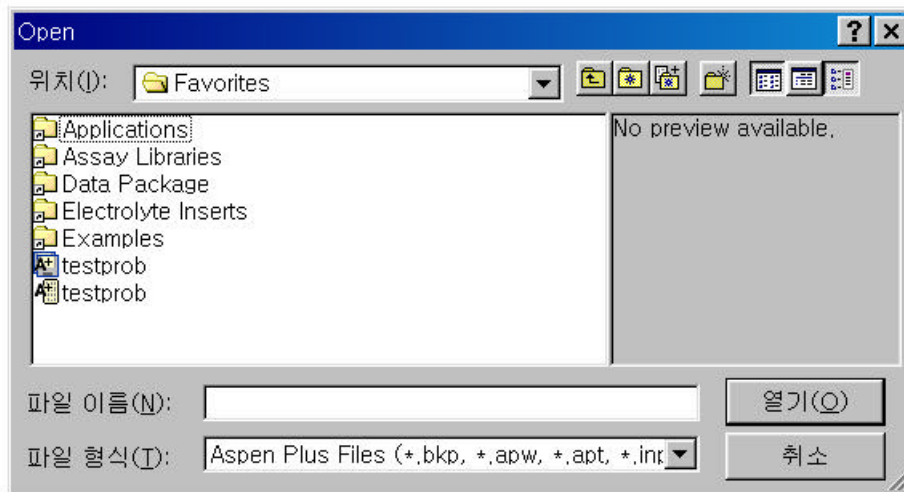 Open
위치(I): Favorites
Applications
Assay Libraries
Data Package
Electrolyte Inserts
Examples
testprob
testprob
No preview available.
파일 이름(N):
열기(O)
파일 형식(T): Aspen Plus Files (*.bkp, *.apw, *.apt, *.inp
취소